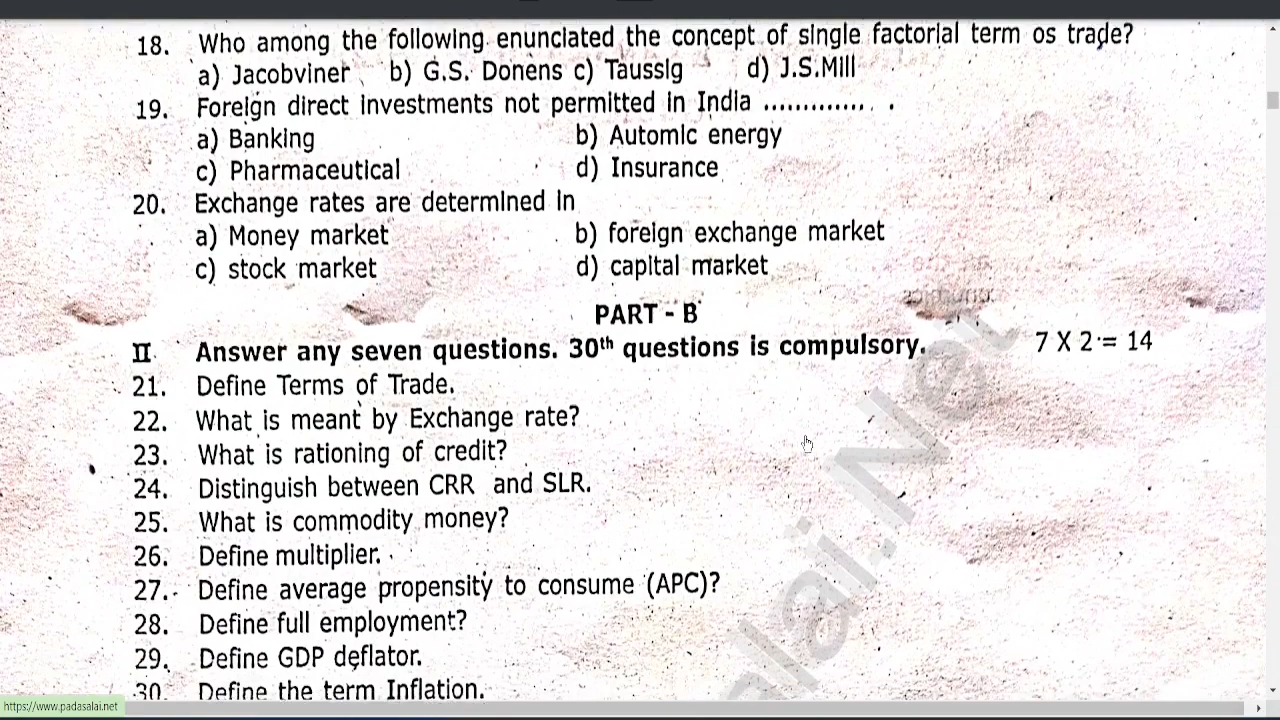 18. Who among the following enunciated the concept of single factorial term os trade?
a) Jacobviner b) G.S. Donens c) Taussig d) J.S.Mill
19. Foreign direct investments not permitted in India .............. .
a) Banking b) Automic energy
c) Pharmaceutical d) Insurance
20. Exchange rates are determined in
a) Money market b) foreign exchange market
c) stock market d) capital market
PART - B
II Answer any seven questions. 30th questions is compulsory. 7 X 2 = 14
21. Define Terms of Trade.
22. What is meant by Exchange rate?
23. What is rationing of credit?
24. Distinguish between CRR and SLR.
25. What is commodity money?
26. Define multiplier.
27. Define average propensity to consume (APC)?
28. Define full employment?
29. Define GDP deflator.
30. Define the term Inflation.
lai.Net
https://www.padasalai.net